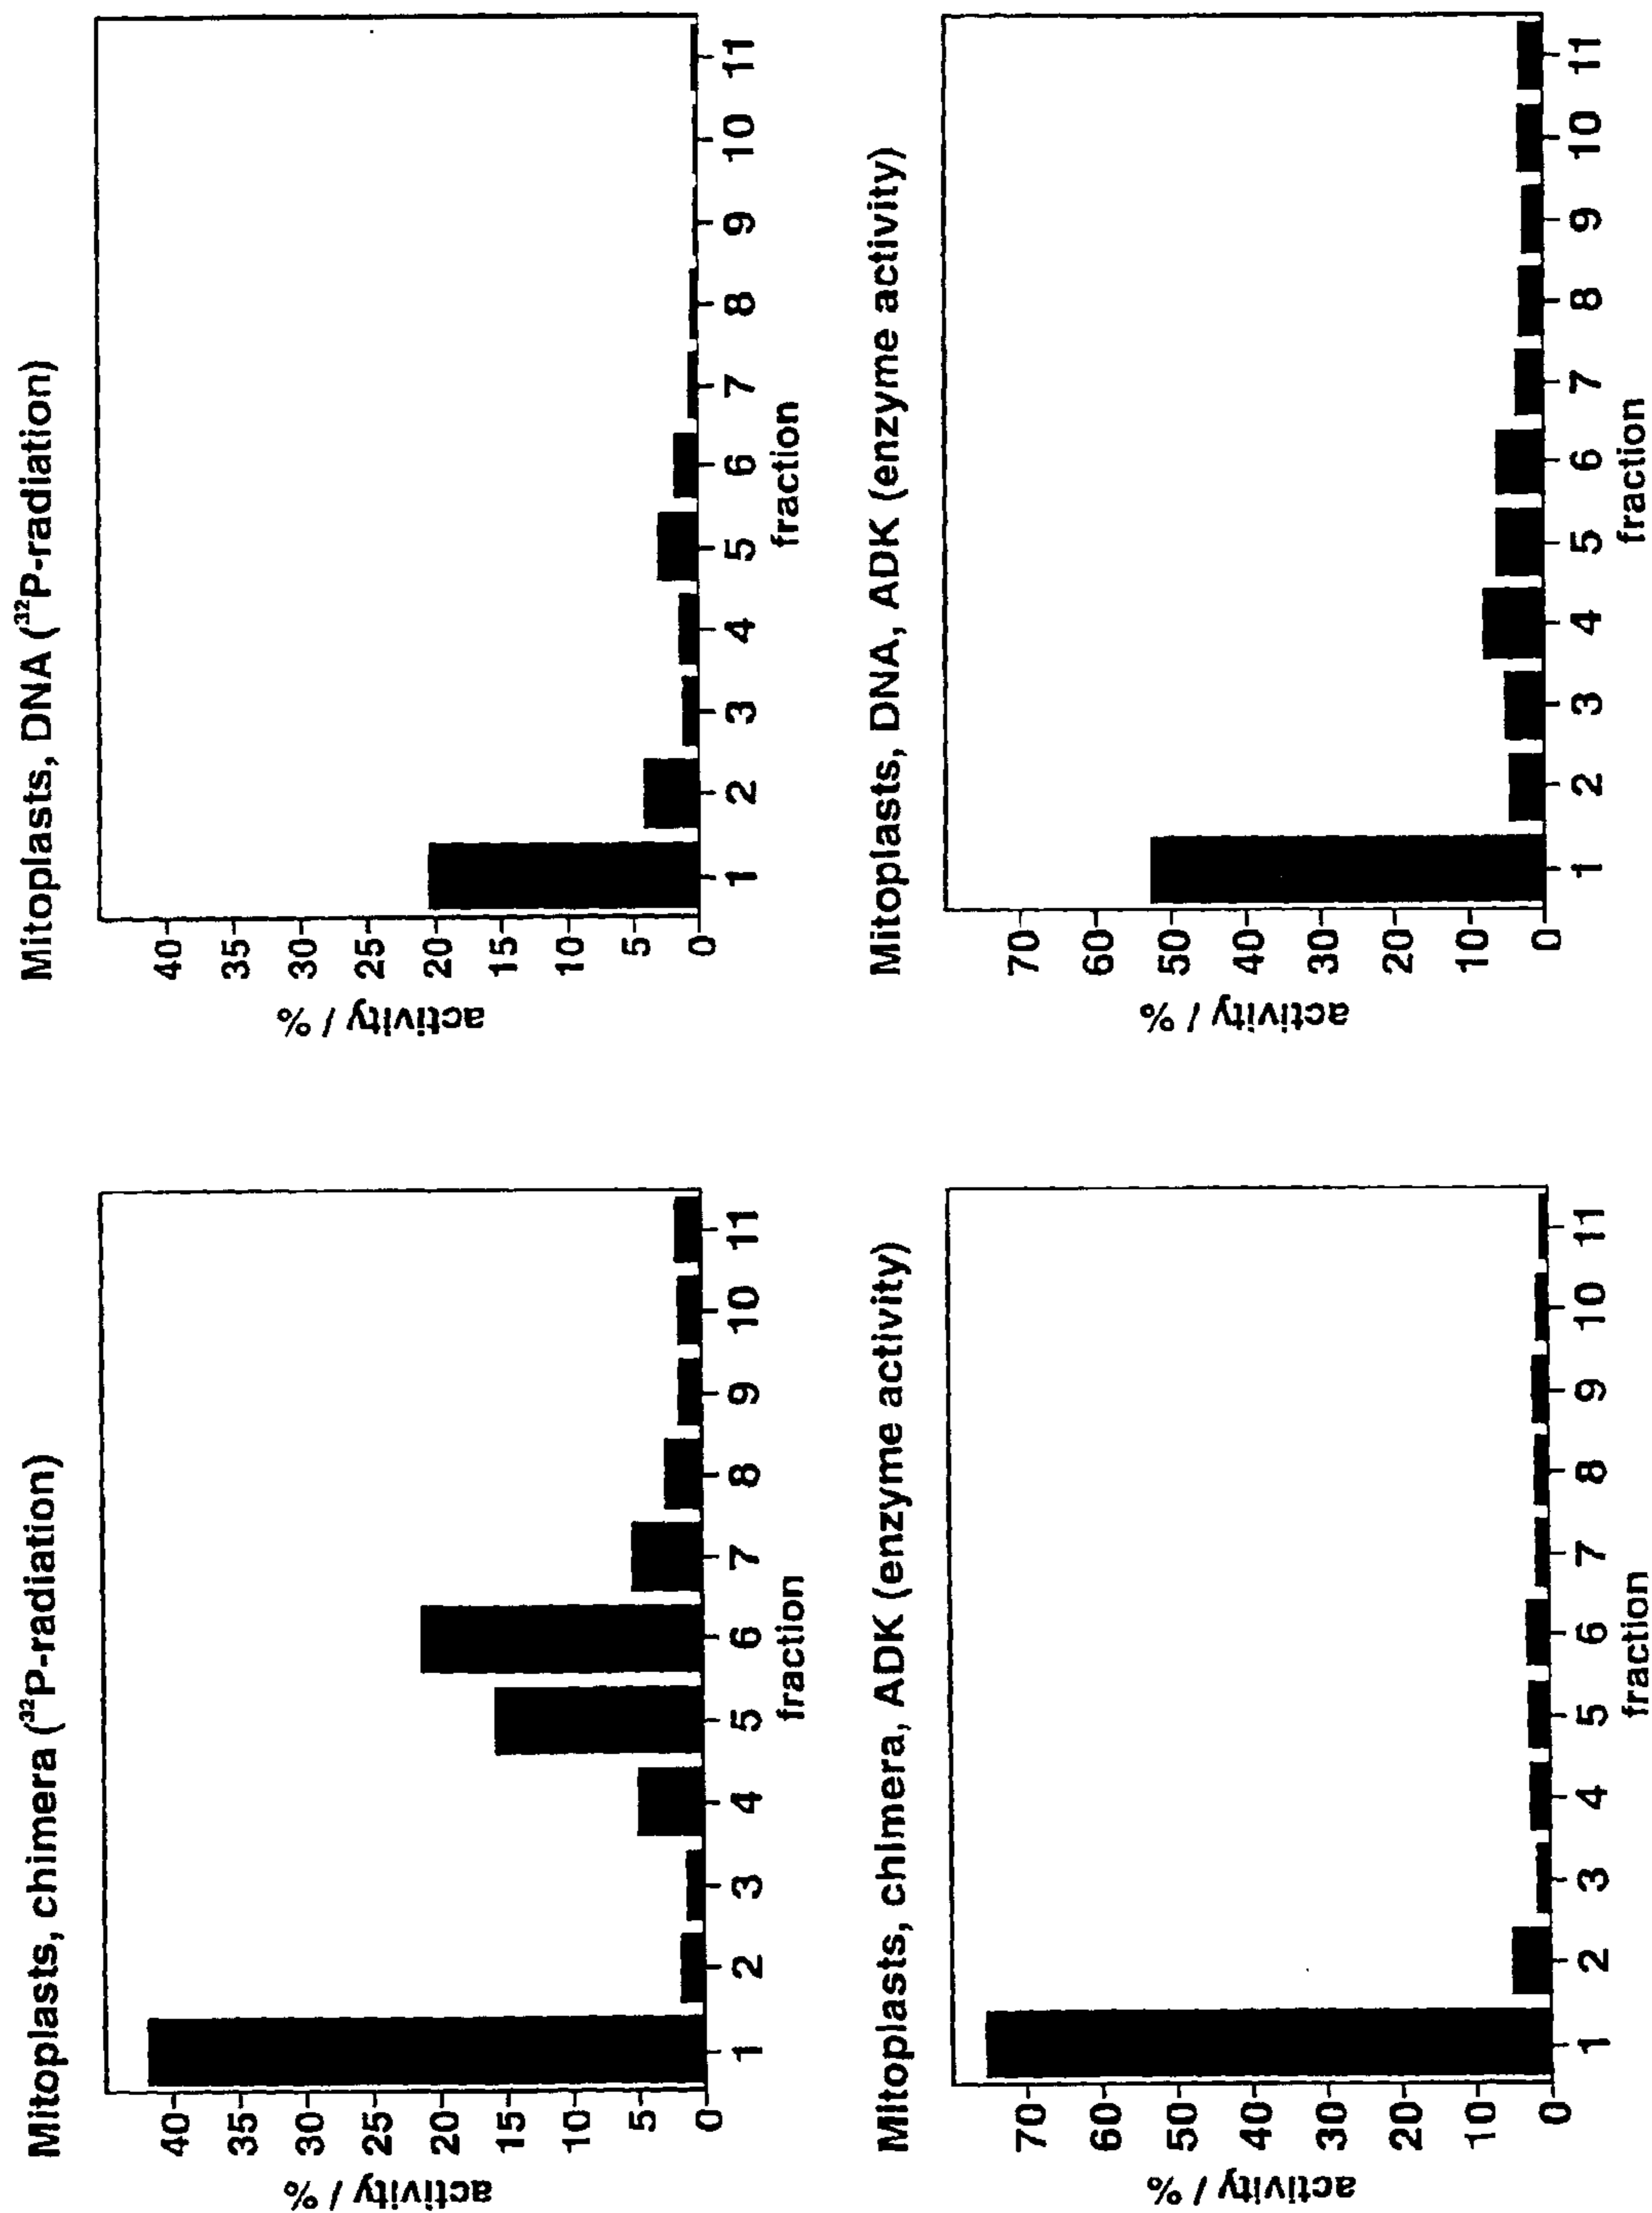 Mitoplasts, chimera (³²P-radiation)
activity / %
40
35
30
25
20
15
10
5
0
1 2 3 4 5 6 7 8 9 10 11
fraction
Mitoplasts, DNA (³²P-radiation)
activity / %
40
35
30
25
20
15
10
5
0
1 2 3 4 5 6 7 8 9 10 11
fraction
Mitoplasts, chimera, ADK (enzyme activity)
activity / %
70
60
50
40
30
20
10
0
1 2 3 4 5 6 7 8 9 10 11
fraction
Mitoplasts, DNA, ADK (enzyme activity)
activity / %
70
60
50
40
30
20
10
0
1 2 3 4 5 6 7 8 9 10 11
fraction